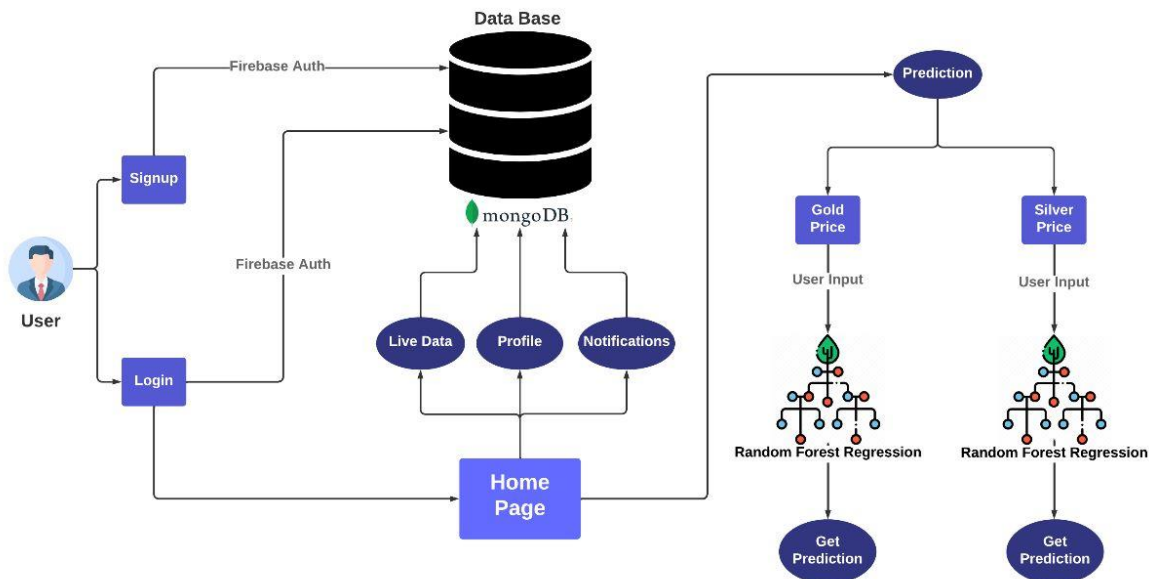 Data Base
Firebase Auth
Prediction
Signup
Gold
Price
Silver
Price
mongoDB
Firebase Auth
User Input
User Input
User
Live Data
Profile
Notifications
Login
Random Forest Regression
Random Forest Regression
Home
Page
Get
Prediction
Get
Prediction